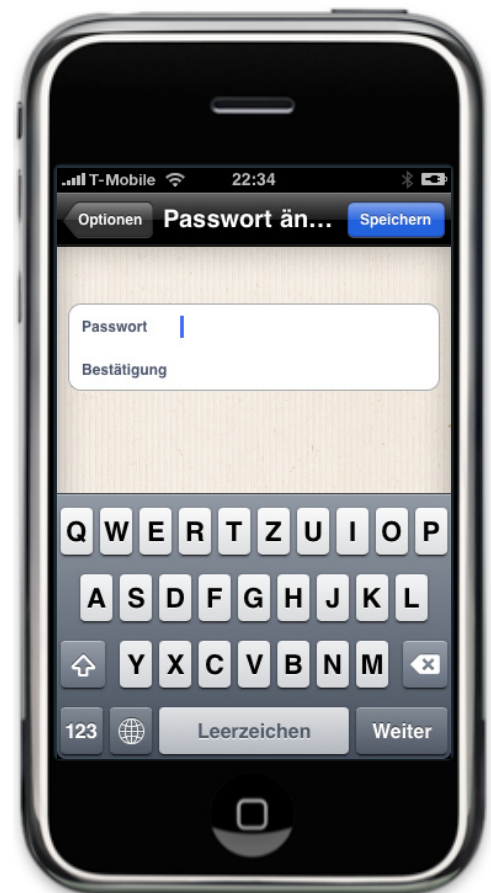 T-Mobile 22:34
Optionen Passwort än... Speichern
Passwort
Bestätigung
Q W E R T Z U I O P
A S D F G H J K L
Y X C V B N M
123 Leerzeichen Weiter